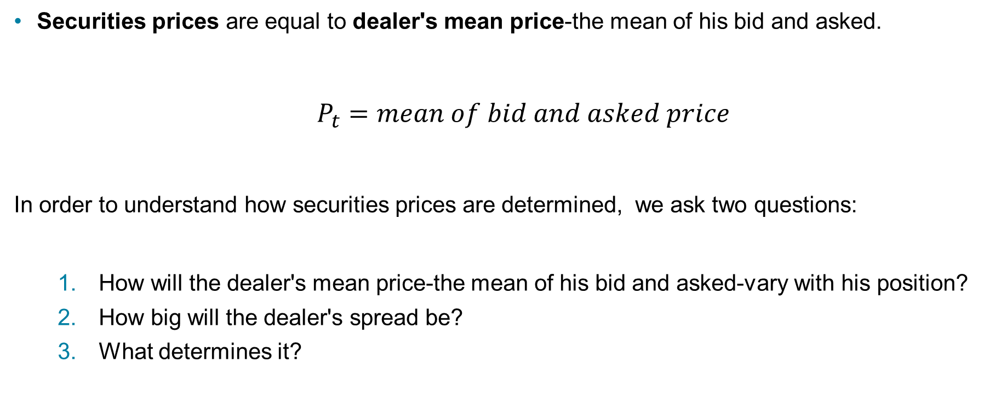 • Securities prices are equal to dealer's mean price-the mean of his bid and asked.
P_t = mean of bid and asked price
In order to understand how securities prices are determined,  we ask two questions:
1. How will the dealer's mean price-the mean of his bid and asked-vary with his position?
2. How big will the dealer's spread be?
3. What determines it?